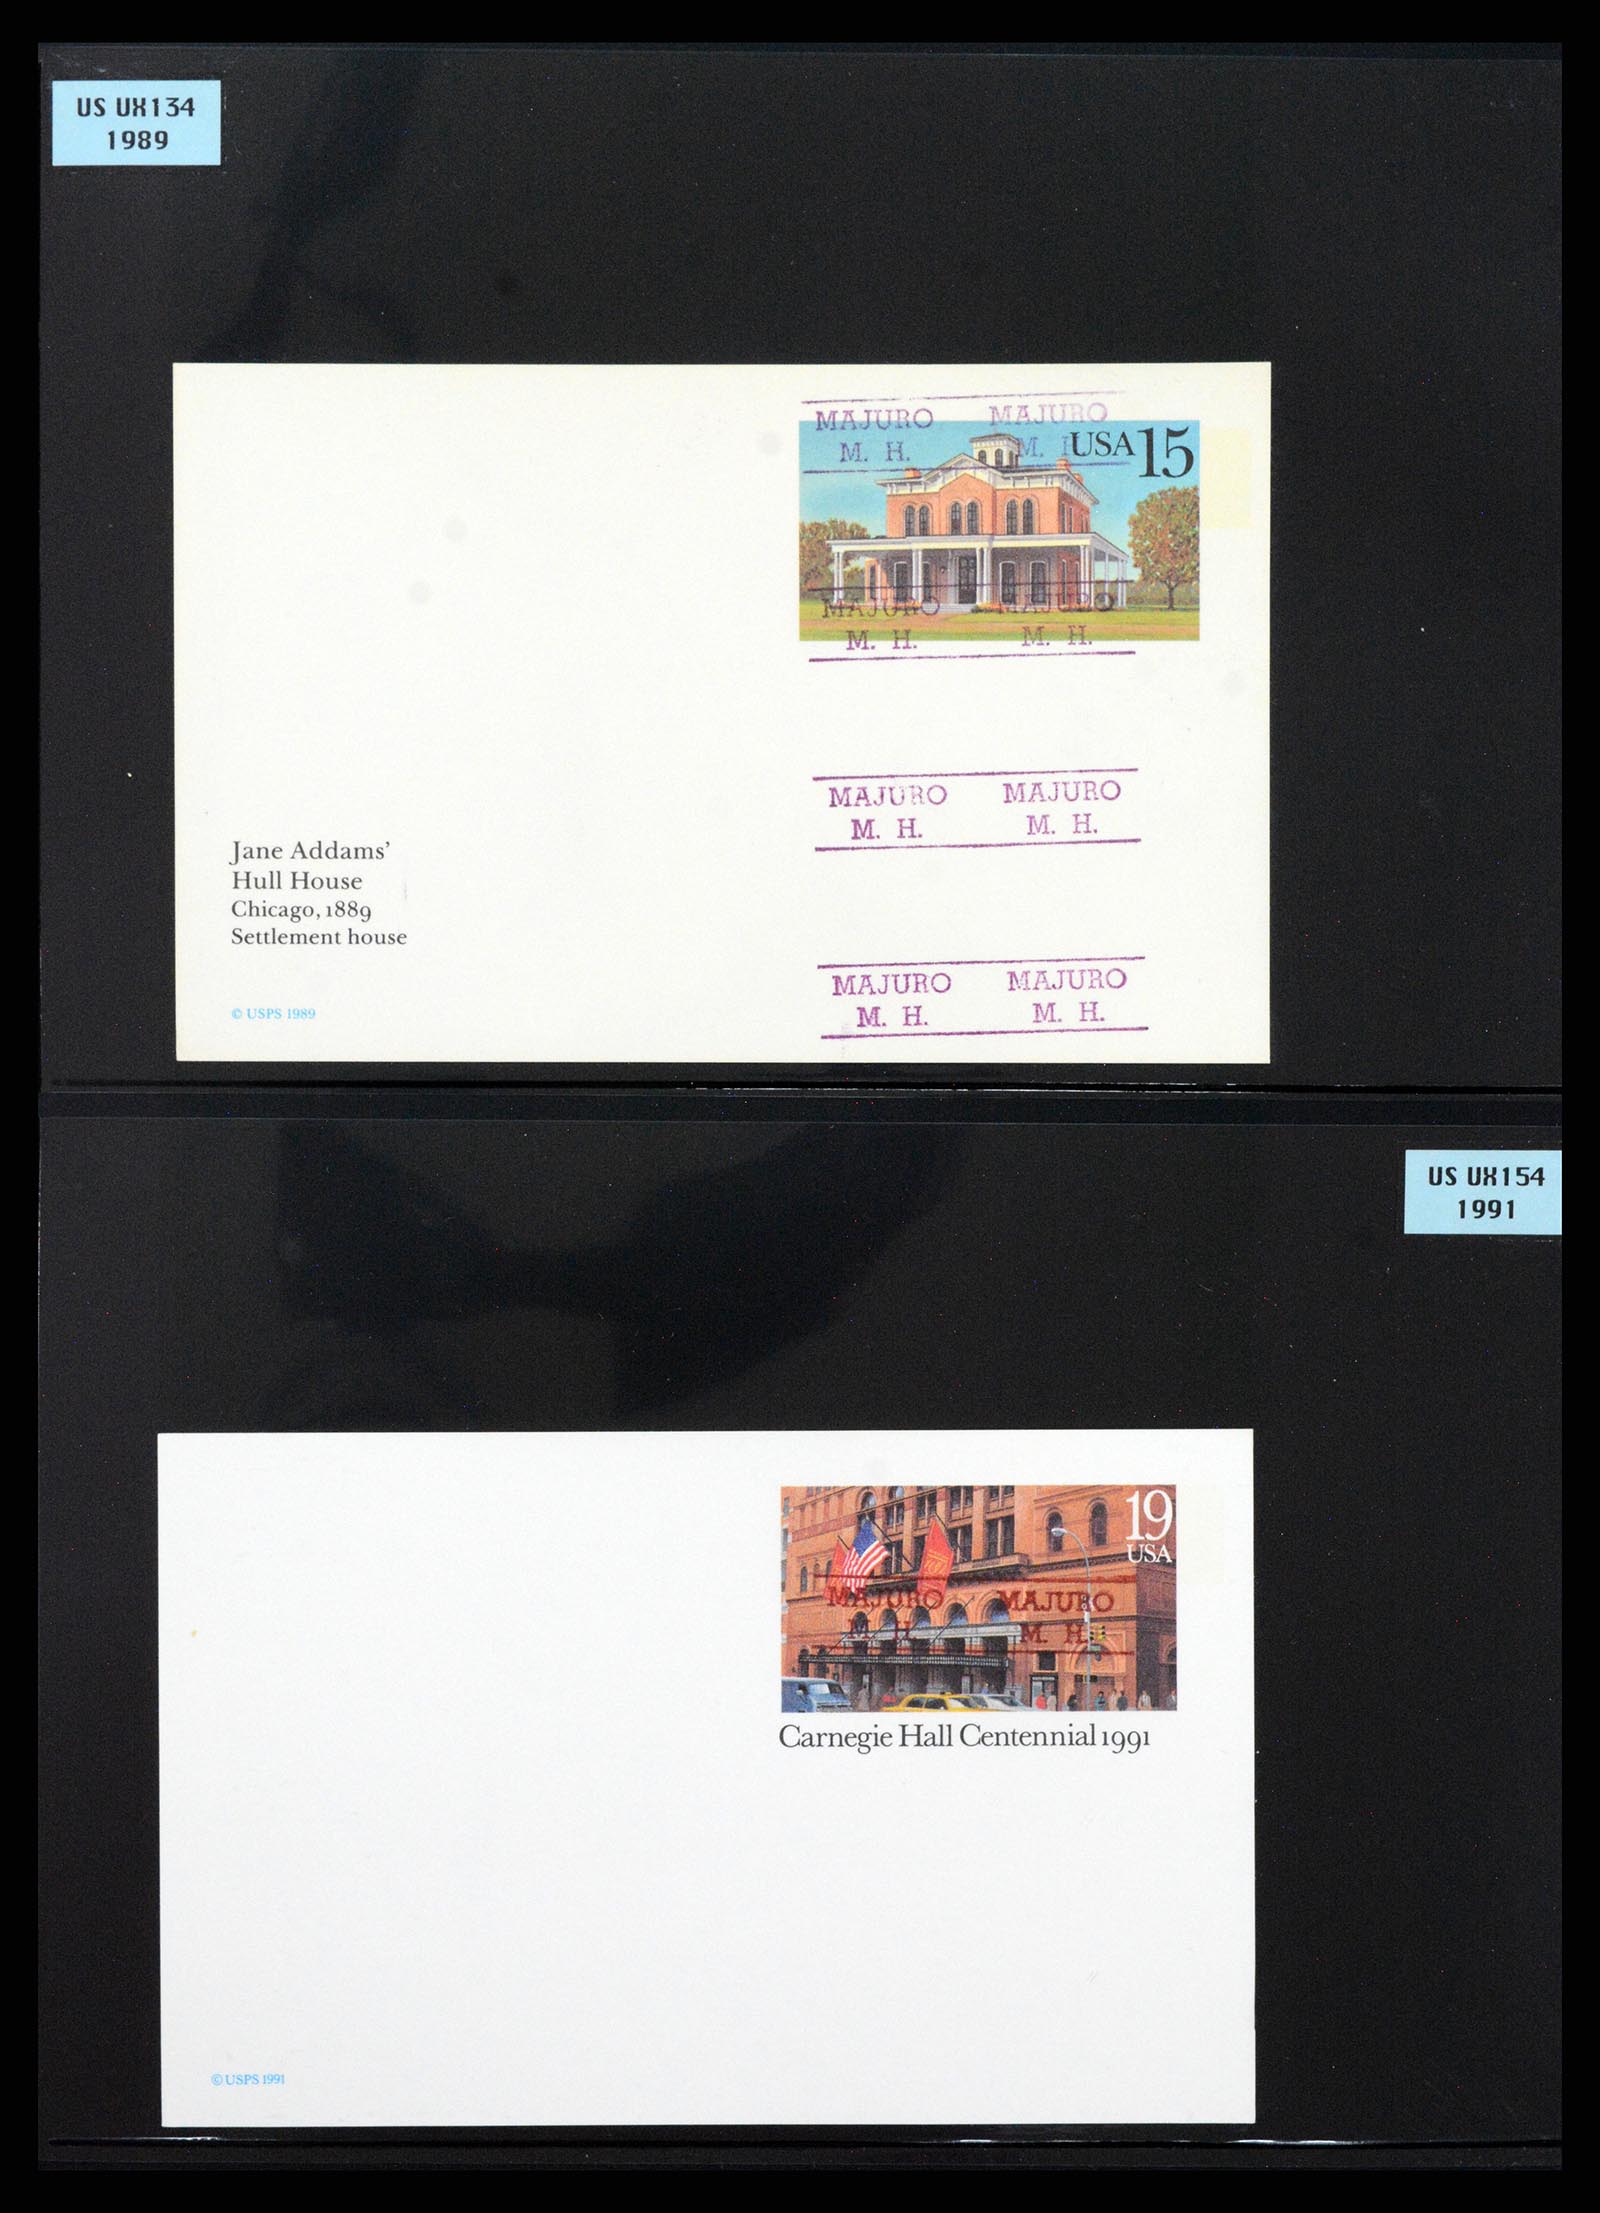 US UX134
1989
MAJURO MAJURO
M. H. M.
USA 15
MAJURO MAJURO
M. H. M. H.
MAJURO MAJURO
M. H. M. H.
MAJURO MAJURO
M. H. M. H.
Jane Addams’
Hull House
Chicago, 1889
Settlement house
© USPS 1989
US UX154
1991
19
USA
MAJURO MAJURO
M. H. M. H.
Carnegie Hall Centennial 1991
© USPS 1991